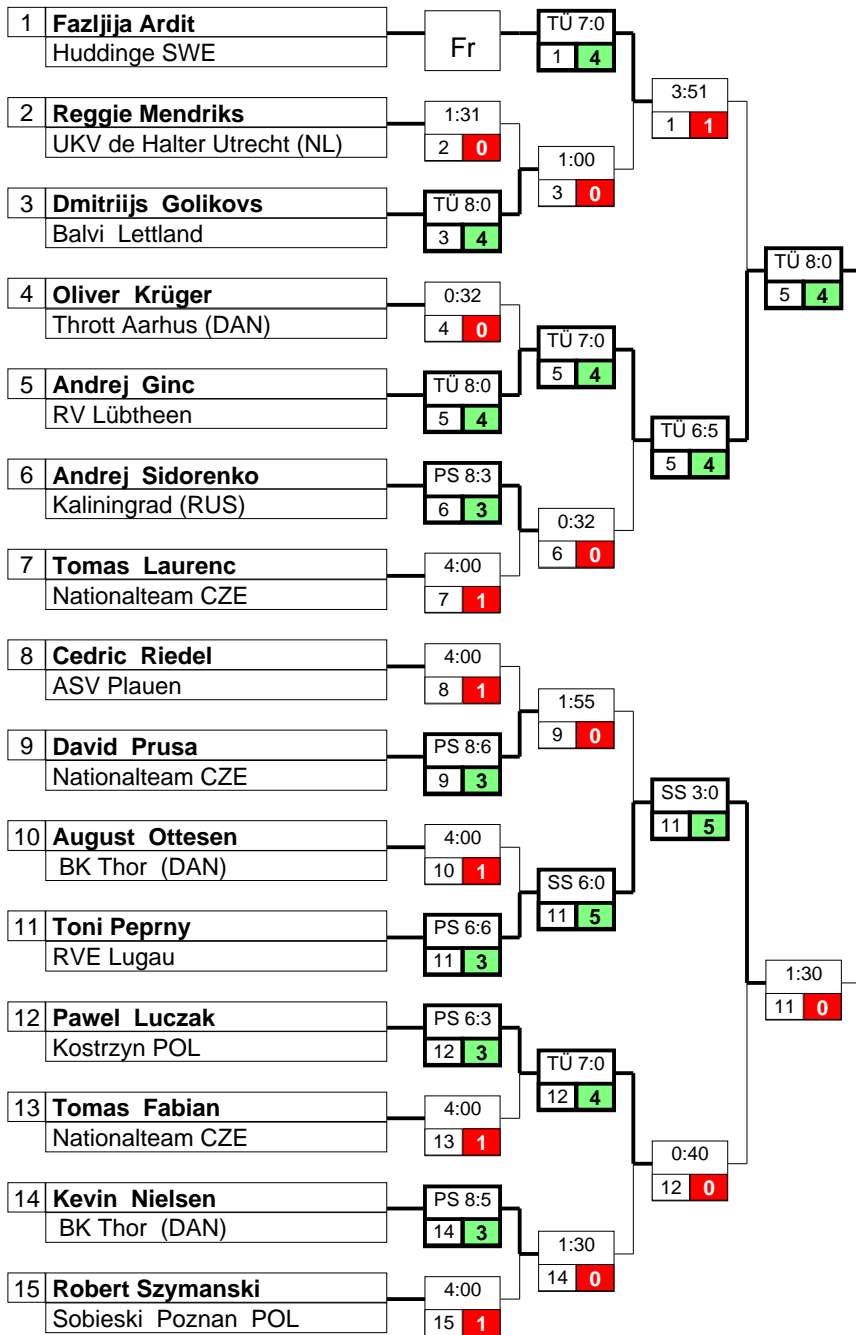 1 Fazljija Ardit
Huddinge SWE
Fr
TÜ 7:0
1 4
3:51
1 1
2 Reggie Mendriks
UKV de Halter Utrecht (NL)
1:31
2 0
1:00
3 0
3 Dmitriijs Golikovs
Balvi Lettland
TÜ 8:0
3 4
TÜ 8:0
5 4
4 Oliver Krüger
Thrott Aarhus (DAN)
0:32
4 0
TÜ 7:0
5 4
5 Andrej Ginc
RV Lübtheen
TÜ 8:0
5 4
TÜ 6:5
5 4
6 Andrej Sidorenko
Kaliningrad (RUS)
PS 8:3
6 3
0:32
6 0
7 Tomas Laurenc
Nationalteam CZE
4:00
7 1
8 Cedric Riedel
ASV Plauen
4:00
8 1
1:55
9 0
9 David Prusa
Nationalteam CZE
PS 8:6
9 3
SS 3:0
11 5
10 August Ottesen
BK Thor (DAN)
4:00
10 1
SS 6:0
11 5
11 Toni Peprny
RVE Lugau
PS 6:6
11 3
1:30
11 0
12 Pawel Luczak
Kostrzyn POL
PS 6:3
12 3
TÜ 7:0
12 4
13 Tomas Fabian
Nationalteam CZE
4:00
13 1
0:40
12 0
14 Kevin Nielsen
BK Thor (DAN)
PS 8:5
14 3
1:30
14 0
15 Robert Szymanski
Sobieski Poznan POL
4:00
15 1